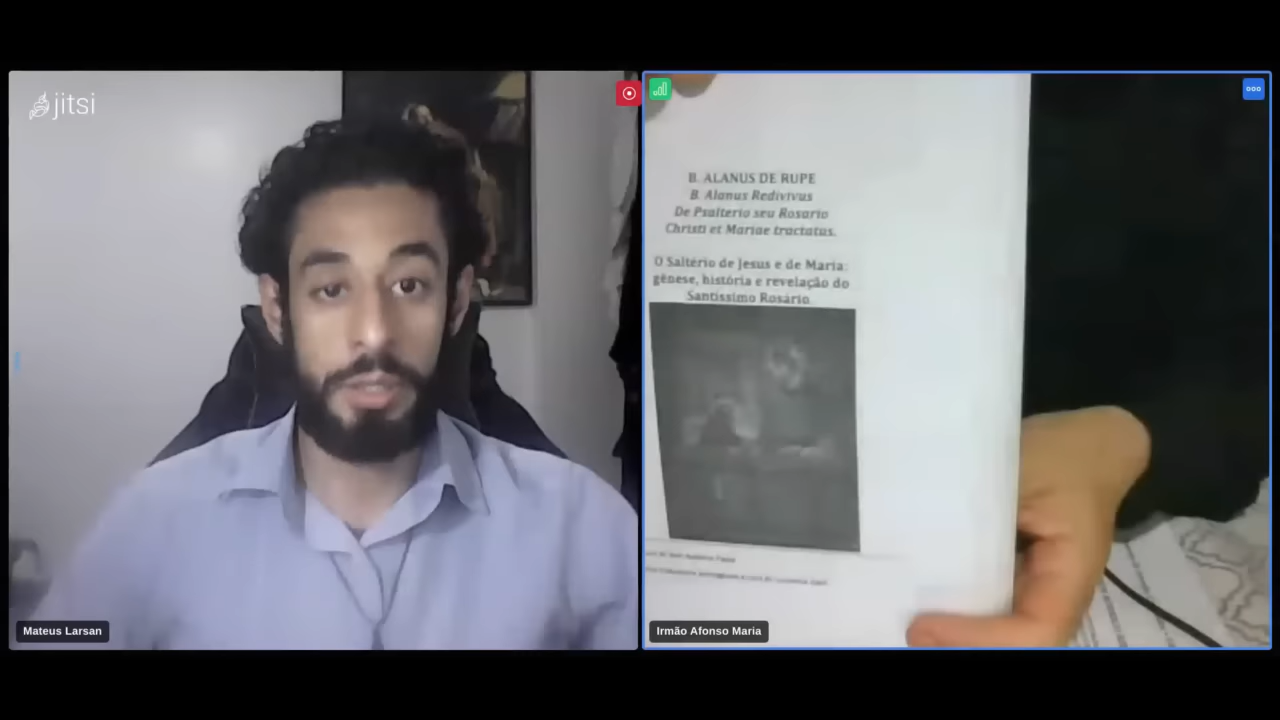 jitsi
B. ALANUS DE RUPE
B. Alanus Redivivus
De Psalterio seu Rosario
Christi et Mariae tractatus.
O Saltério de Jesus e de Maria:
gênese, história e revelação do
Santíssimo Rosário
Mateus Larsan
Irmão Afonso Maria